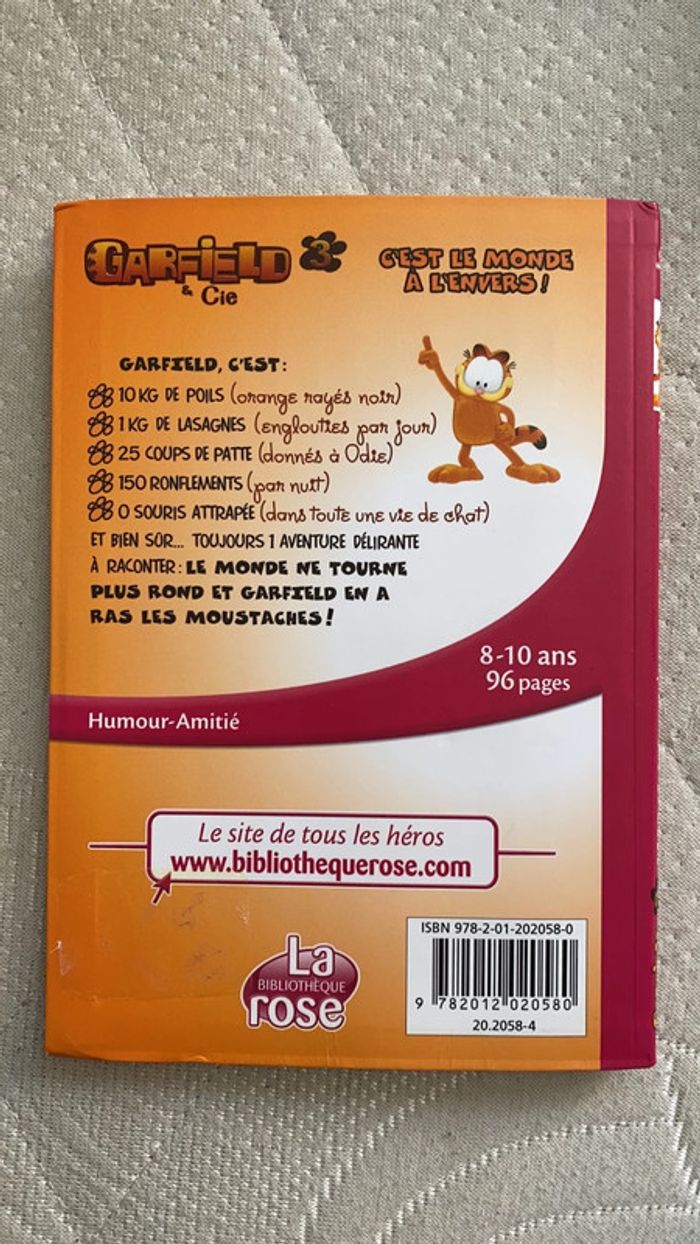 GARFIELD 3
& Cie
C'EST LE MONDE
À L'ENVERS !
GARFIELD, C'EST :
10 KG DE POILS (orange rayés noir)
1 KG DE LASAGNES (englouties par jour)
25 COUPS DE PATTE (donnés à Odie)
150 RONFLEMENTS (par nuit)
0 SOURIS ATTRAPÉE (dans toute une vie de chat)
ET BIEN SÛR... TOUJOURS 1 AVENTURE DÉLIRANTE
À RACONTER : LE MONDE NE TOURNE
PLUS ROND ET GARFIELD EN A
RAS LES MOUSTACHES !
8-10 ans
96 pages
Humour-Amitié
Le site de tous les héros
www.bibliothequerose.com
La
BIBLIOTHÈQUE
rose
ISBN 978-2-01-202058-0
9 782012 020580
20.2058-4